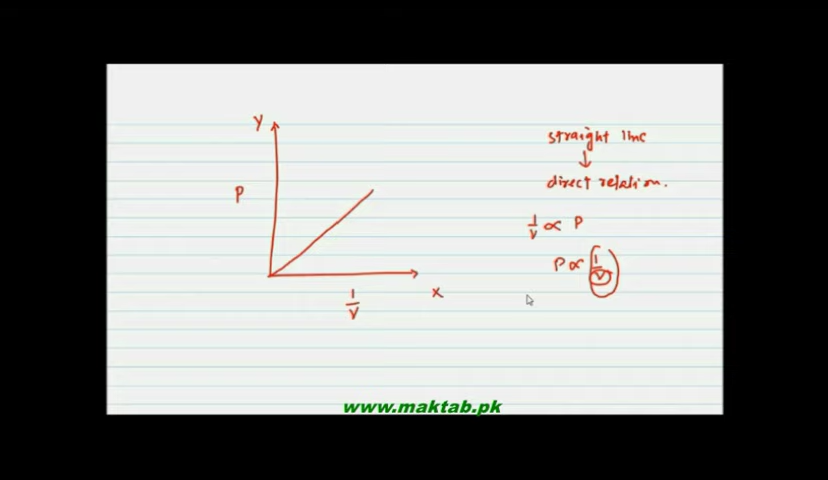 Y
straight line
direct relation.
P
1/V ∝ P
P ∝ 1/V
1/V
x
www.maktab.pk